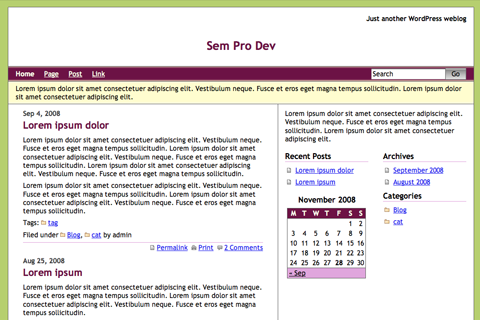 Just another WordPress weblog
Sem Pro Dev
Home Page Post Link Search Go
Lorem ipsum dolor sit amet consectetuer adipiscing elit. Vestibulum neque. Fusce et eros eget magna tempus sollicitudin. Lorem ipsum dolor
sit amet consectetuer adipiscing elit. Vestibulum neque. Fusce et eros eget magna tempus sollicitudin.
Sep 4, 2008
Lorem ipsum dolor
Lorem ipsum dolor sit amet consectetuer adipiscing elit. Vestibulum neque.
Fusce et eros eget magna tempus sollicitudin. Lorem ipsum dolor sit amet
consectetuer adipiscing elit. Vestibulum neque. Fusce et eros eget magna
tempus sollicitudin. Lorem ipsum dolor sit amet consectetuer adipiscing
elit. Vestibulum neque. Fusce et eros eget magna tempus sollicitudin.
Lorem ipsum dolor sit amet consectetuer adipiscing elit. Vestibulum neque.
Fusce et eros eget magna tempus sollicitudin. Lorem ipsum dolor sit amet
consectetuer adipiscing elit. Vestibulum neque. Fusce et eros eget magna
tempus sollicitudin.
Tags: tag
Filed under Blog, cat by admin
Permalink Print 2 Comments
Aug 25, 2008
Lorem ipsum
Lorem ipsum dolor sit amet consectetuer adipiscing elit. Vestibulum neque.
Fusce et eros eget magna tempus sollicitudin. Lorem ipsum dolor sit amet
consectetuer adipiscing elit. Vestibulum neque. Fusce et eros eget magna
Lorem ipsum dolor sit amet consectetuer adipiscing elit.
Vestibulum neque. Fusce et eros eget magna tempus
sollicitudin. Lorem ipsum dolor sit amet consectetuer
adipiscing elit.
Recent Posts
Lorem ipsum dolor
Lorem ipsum
November 2008
M T W T F S S
1 2
3 4 5 6 7 8 9
10 11 12 13 14 15 16
17 18 19 20 21 22 23
24 25 26 27 28 29 30
« Sep
Archives
September 2008
August 2008
Categories
Blog
cat